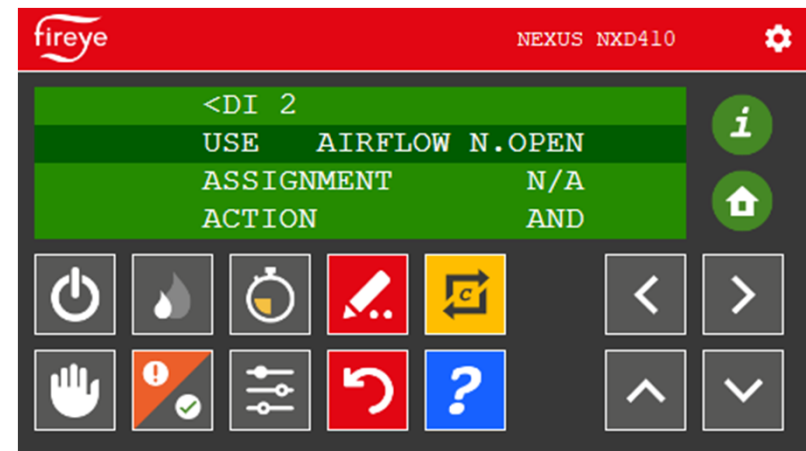 fireye
NEXUS NXD410
i
<DI 2
USE AIRFLOW N.OPEN
ASSIGNMENT N/A
ACTION AND
C
!
?